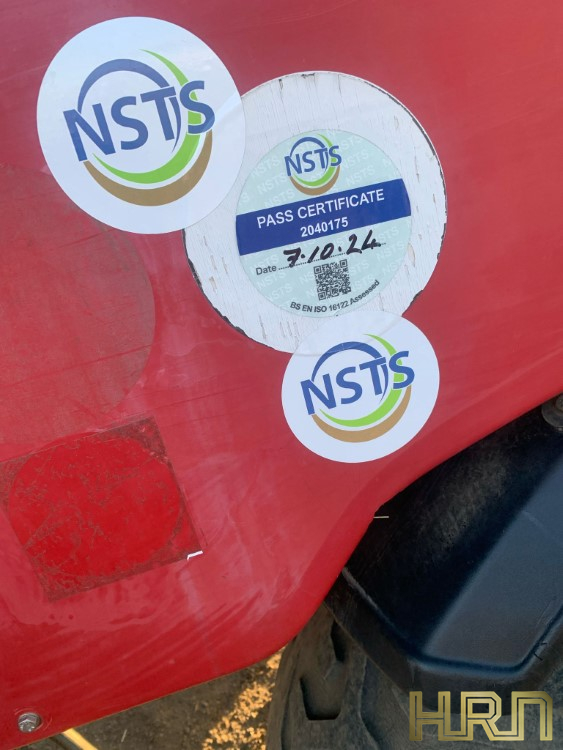 NSTS
NSTS
PASS CERTIFICATE
2040175
Date 7.10.24
BS EN ISO 16122 Assessed
NSTS
HRN